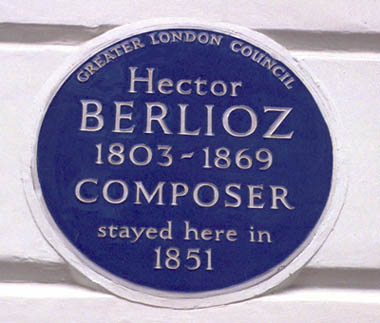 GREATER LONDON COUNCIL
Hector
BERLIOZ
1803~1869
COMPOSER
stayed here in
1851